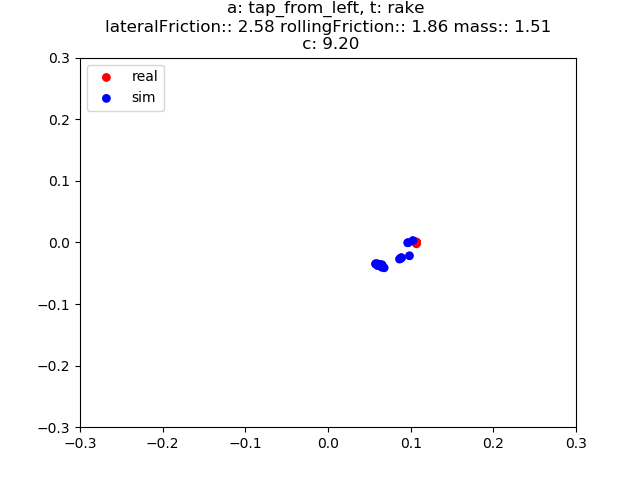 a: tap_from_left, t: rake
lateralFriction:: 2.58 rollingFriction:: 1.86 mass:: 1.51
c: 9.20
real
sim
0.3
0.2
0.1
0.0
−0.1
−0.2
−0.3
−0.3 −0.2 −0.1 0.0 0.1 0.2 0.3